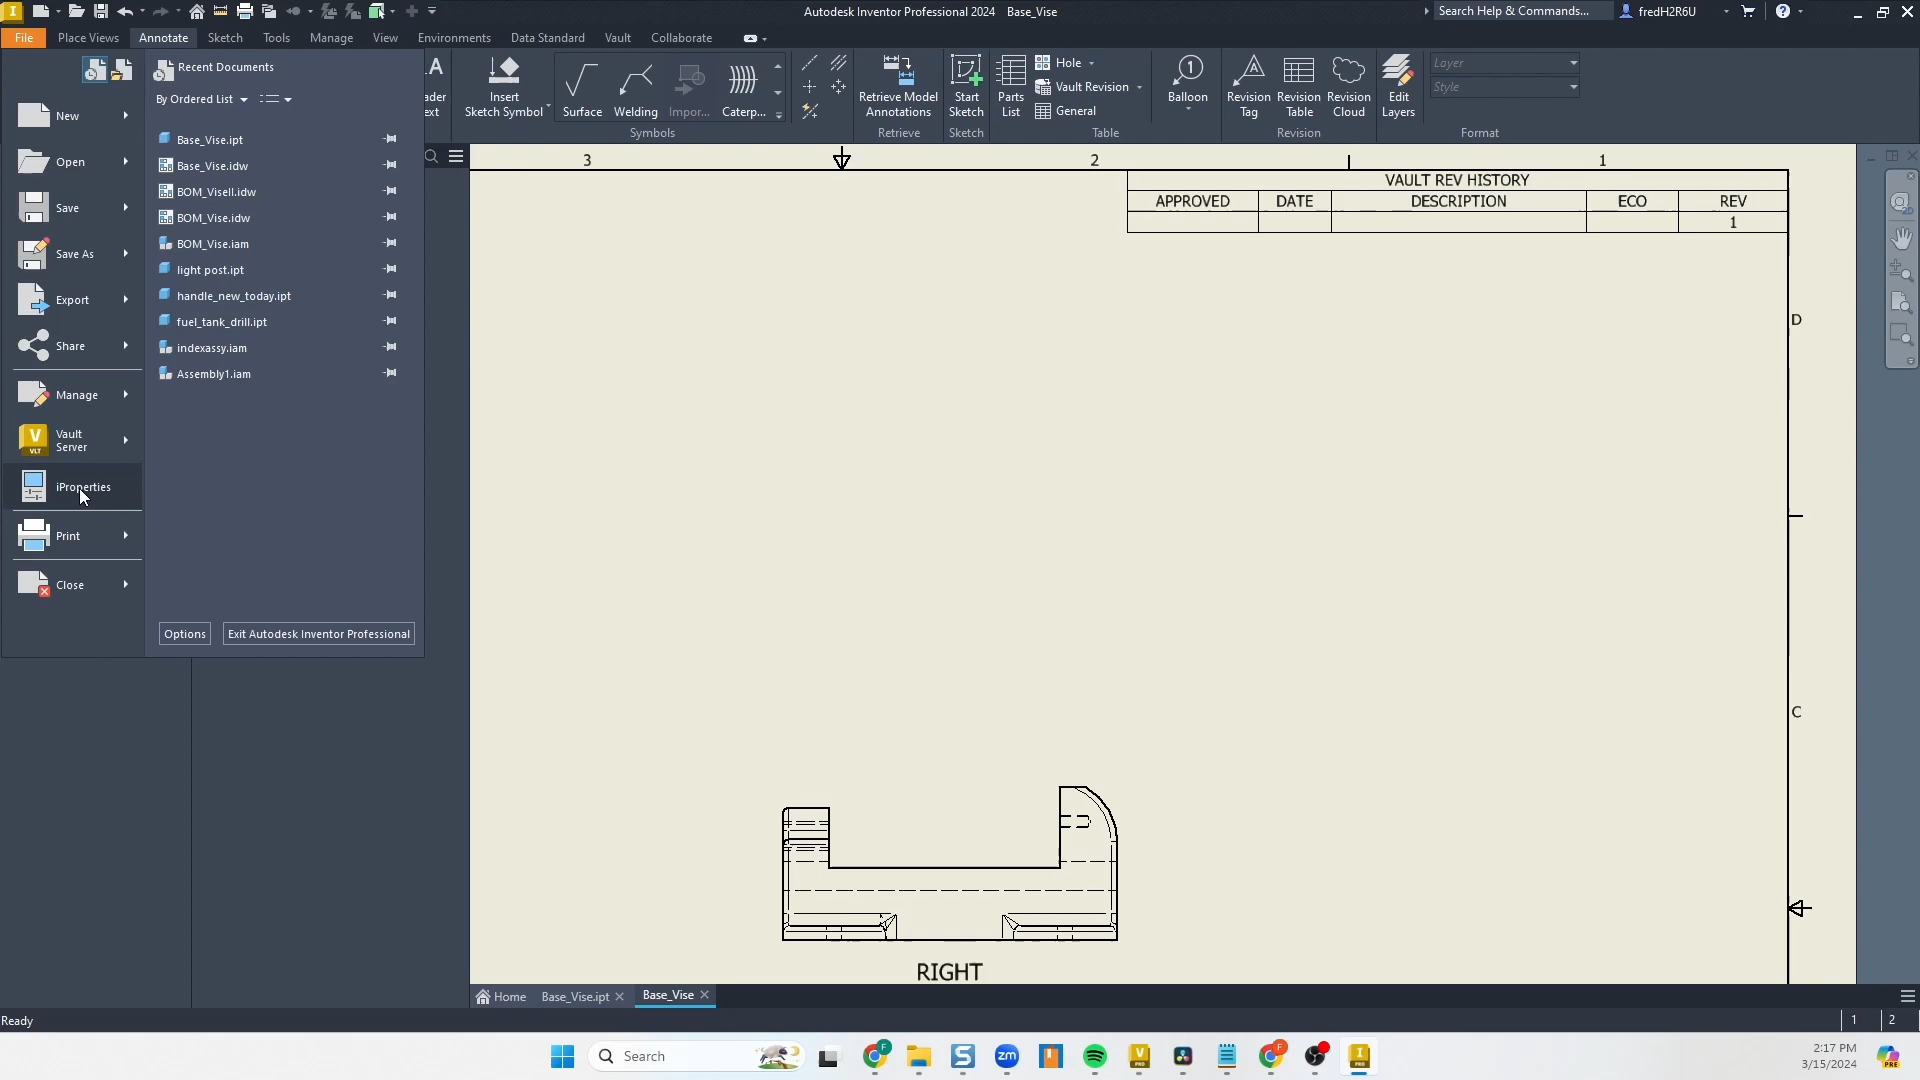 Autodesk Inventor Professional 2024 Base_Vise
Search Help & Commands...
fredH2R6U
File Place Views Annotate Sketch Tools Manage View Environments Data Standard Vault Collaborate
Recent Documents
By Ordered List
New
Open
Save
Save As
Export
Share
Manage
Vault
Server
VLT
iProperties
Print
Close
Base_Vise.ipt
Base_Vise.idw
BOM_ViseII.idw
BOM_Vise.idw
BOM_Vise.iam
light post.ipt
handle_new_today.ipt
fuel_tank_drill.ipt
indexassy.iam
Assembly1.iam
Options
Exit Autodesk Inventor Professional
ader
ext
Insert
Sketch Symbol
Surface
Welding
Impor...
Caterp...
Symbols
Retrieve Model
Annotations
Retrieve
Start
Sketch
Sketch
Parts
List
Hole
Vault Revision
General
Table
1
Balloon
Revision
Tag
Revision
Table
Revision
Cloud
Revision
Edit
Layers
Layer
Style
Format
3 2 1
VAULT REV HISTORY
APPROVED DATE DESCRIPTION ECO REV
1
D
C
RIGHT
Home Base_Vise.ipt Base_Vise
Ready
1 2
Search
2:17 PM
3/15/2024